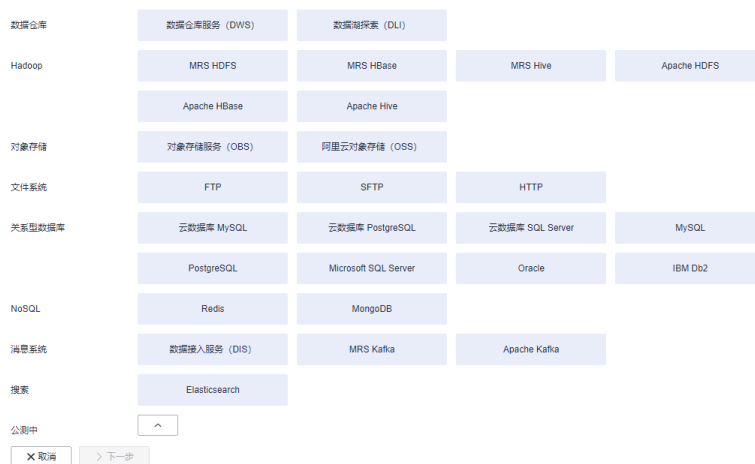 数据仓库 数据仓库服务（DWS） 数据湖探索（DLI）
Hadoop MRS HDFS MRS HBase MRS Hive Apache HDFS
Apache HBase Apache Hive
对象存储 对象存储服务（OBS） 阿里云对象存储（OSS）
文件系统 FTP SFTP HTTP
关系型数据库 云数据库 MySQL 云数据库 PostgreSQL 云数据库 SQL Server MySQL
PostgreSQL Microsoft SQL Server Oracle IBM Db2
NoSQL Redis MongoDB
消息系统 数据接入服务（DIS） MRS Kafka Apache Kafka
搜索 Elasticsearch
公测中
取消 下一步